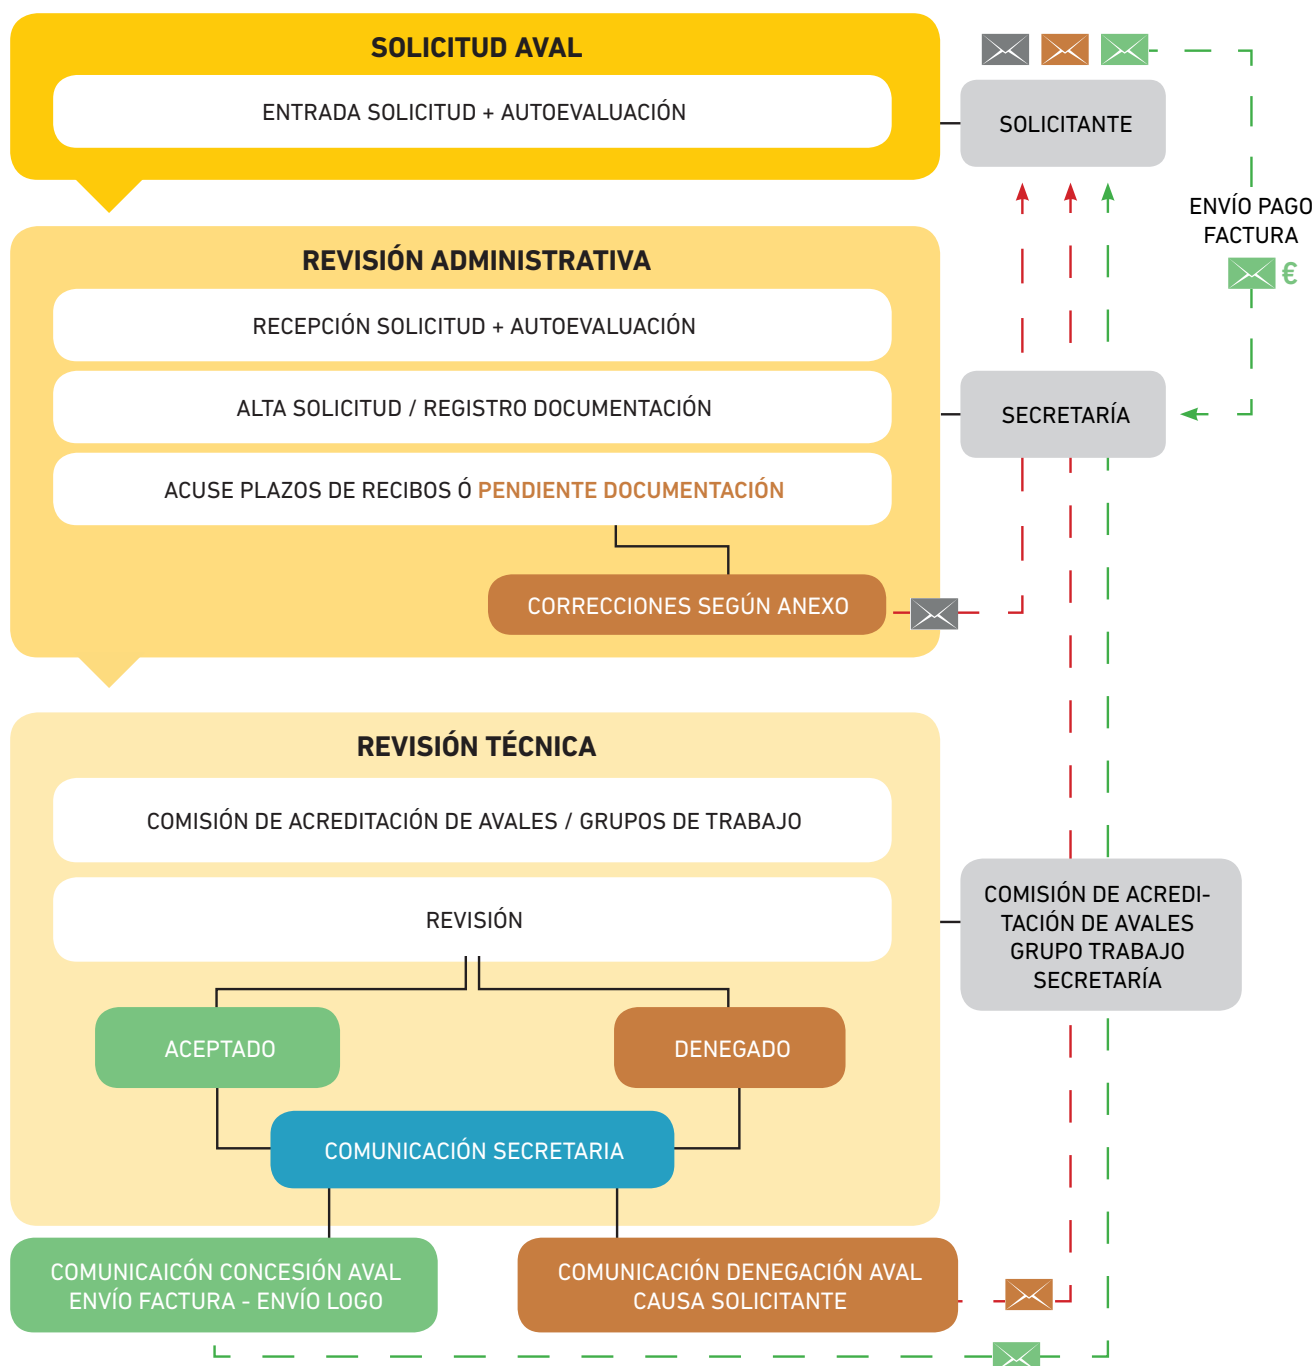 SOLICITUD AVAL
ENTRADA SOLICITUD + AUTOEVALUACIÓN
SOLICITANTE
ENVÍO PAGO
FACTURA
€
REVISIÓN ADMINISTRATIVA
RECEPCIÓN SOLICITUD + AUTOEVALUACIÓN
ALTA SOLICITUD / REGISTRO DOCUMENTACIÓN
SECRETARÍA
ACUSE PLAZOS DE RECIBOS Ó PENDIENTE DOCUMENTACIÓN
CORRECCIONES SEGÚN ANEXO
REVISIÓN TÉCNICA
COMISIÓN DE ACREDITACIÓN DE AVALES / GRUPOS DE TRABAJO
REVISIÓN
COMISIÓN DE ACREDI-
TACIÓN DE AVALES
GRUPO TRABAJO
SECRETARÍA
ACEPTADO
DENEGADO
COMUNICACIÓN SECRETARIA
COMUNICAICÓN CONCESIÓN AVAL
ENVÍO FACTURA - ENVÍO LOGO
COMUNICACIÓN DENEGACIÓN AVAL
CAUSA SOLICITANTE